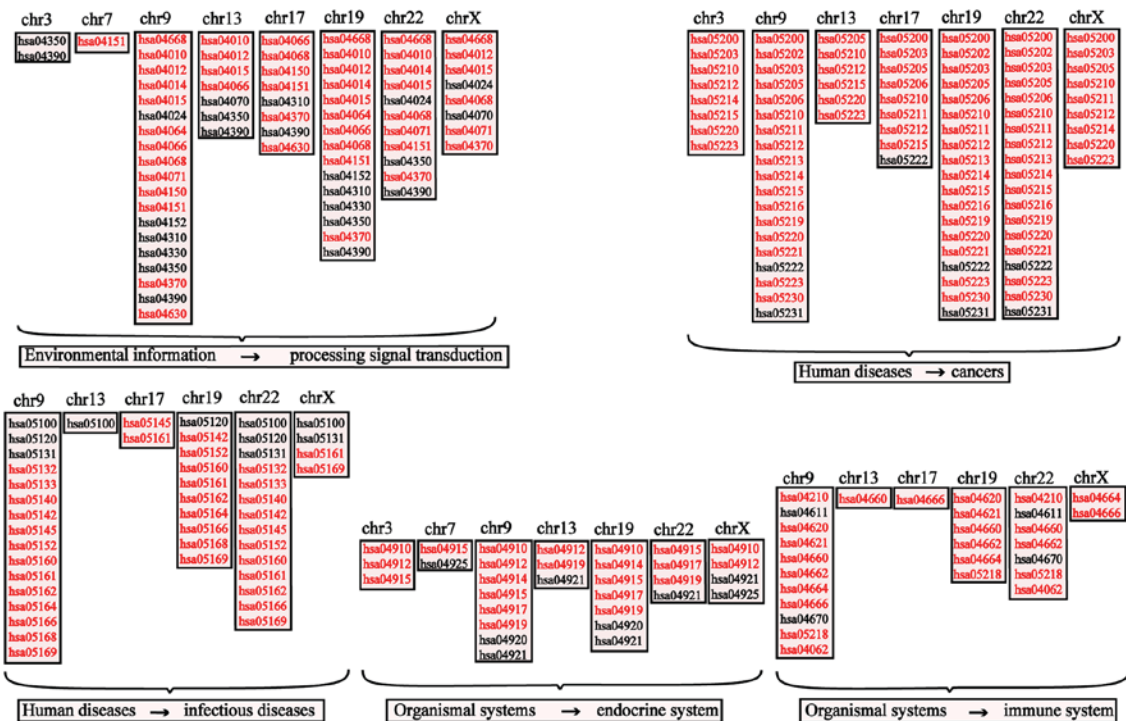 chr3
hsa04350
hsa04390
chr7
hsa04151
chr9
hsa04668
hsa04010
hsa04012
hsa04014
hsa04015
hsa04024
hsa04064
hsa04066
hsa04068
hsa04071
hsa04150
hsa04151
hsa04152
hsa04310
hsa04330
hsa04350
hsa04370
hsa04390
hsa04630
chr13
hsa04010
hsa04012
hsa04015
hsa04066
hsa04070
hsa04350
hsa04390
chr17
hsa04066
hsa04068
hsa04150
hsa04151
hsa04310
hsa04370
hsa04390
hsa04630
chr19
hsa04668
hsa04010
hsa04012
hsa04014
hsa04015
hsa04064
hsa04066
hsa04068
hsa04151
hsa04152
hsa04310
hsa04330
hsa04350
hsa04370
hsa04390
chr22
hsa04668
hsa04010
hsa04014
hsa04015
hsa04024
hsa04068
hsa04071
hsa04151
hsa04350
hsa04370
hsa04390
chrX
hsa04668
hsa04012
hsa04015
hsa04024
hsa04068
hsa04070
hsa04071
hsa04370
Environmental information → processing signal transduction
chr3
hsa05200
hsa05203
hsa05210
hsa05212
hsa05214
hsa05215
hsa05220
hsa05223
chr9
hsa05200
hsa05202
hsa05203
hsa05205
hsa05206
hsa05210
hsa05211
hsa05212
hsa05213
hsa05214
hsa05215
hsa05216
hsa05219
hsa05220
hsa05221
hsa05222
hsa05223
hsa05230
hsa05231
chr13
hsa05205
hsa05210
hsa05212
hsa05215
hsa05220
hsa05223
chr17
hsa05200
hsa05203
hsa05205
hsa05206
hsa05210
hsa05211
hsa05212
hsa05215
hsa05222
chr19
hsa05200
hsa05202
hsa05203
hsa05205
hsa05206
hsa05210
hsa05211
hsa05212
hsa05213
hsa05214
hsa05215
hsa05216
hsa05219
hsa05220
hsa05221
hsa05222
hsa05223
hsa05230
hsa05231
chr22
hsa05200
hsa05202
hsa05203
hsa05205
hsa05206
hsa05210
hsa05211
hsa05212
hsa05213
hsa05214
hsa05215
hsa05216
hsa05219
hsa05220
hsa05221
hsa05222
hsa05223
hsa05230
hsa05231
chrX
hsa05200
hsa05203
hsa05205
hsa05210
hsa05211
hsa05212
hsa05214
hsa05220
hsa05223
Human diseases → cancers
chr9
hsa05100
hsa05120
hsa05131
hsa05132
hsa05133
hsa05140
hsa05142
hsa05145
hsa05152
hsa05160
hsa05161
hsa05162
hsa05164
hsa05166
hsa05168
hsa05169
chr13
hsa05100
chr17
hsa05145
hsa05161
chr19
hsa05120
hsa05142
hsa05152
hsa05160
hsa05161
hsa05162
hsa05164
hsa05166
hsa05168
hsa05169
chr22
hsa05100
hsa05120
hsa05131
hsa05132
hsa05133
hsa05140
hsa05142
hsa05145
hsa05152
hsa05160
hsa05161
hsa05162
hsa05166
hsa05169
chrX
hsa05100
hsa05131
hsa05161
hsa05169
Human diseases → infectious diseases
chr3
hsa04910
hsa04912
hsa04915
chr7
hsa04915
hsa04925
chr9
hsa04910
hsa04912
hsa04914
hsa04915
hsa04917
hsa04919
hsa04920
hsa04921
chr13
hsa04912
hsa04919
hsa04921
chr19
hsa04910
hsa04914
hsa04915
hsa04917
hsa04919
hsa04920
hsa04921
chr22
hsa04915
hsa04917
hsa04919
hsa04921
chrX
hsa04910
hsa04912
hsa04921
hsa04925
Organismal systems → endocrine system
chr9
hsa04210
hsa04611
hsa04620
hsa04621
hsa04660
hsa04662
hsa04664
hsa04666
hsa04670
hsa05218
hsa04062
chr13
hsa04660
chr17
hsa04666
chr19
hsa04620
hsa04621
hsa04660
hsa04662
hsa04664
hsa05218
chr22
hsa04210
hsa04611
hsa04660
hsa04662
hsa04670
hsa05218
hsa04062
chrX
hsa04664
hsa04666
Organismal systems → immune system